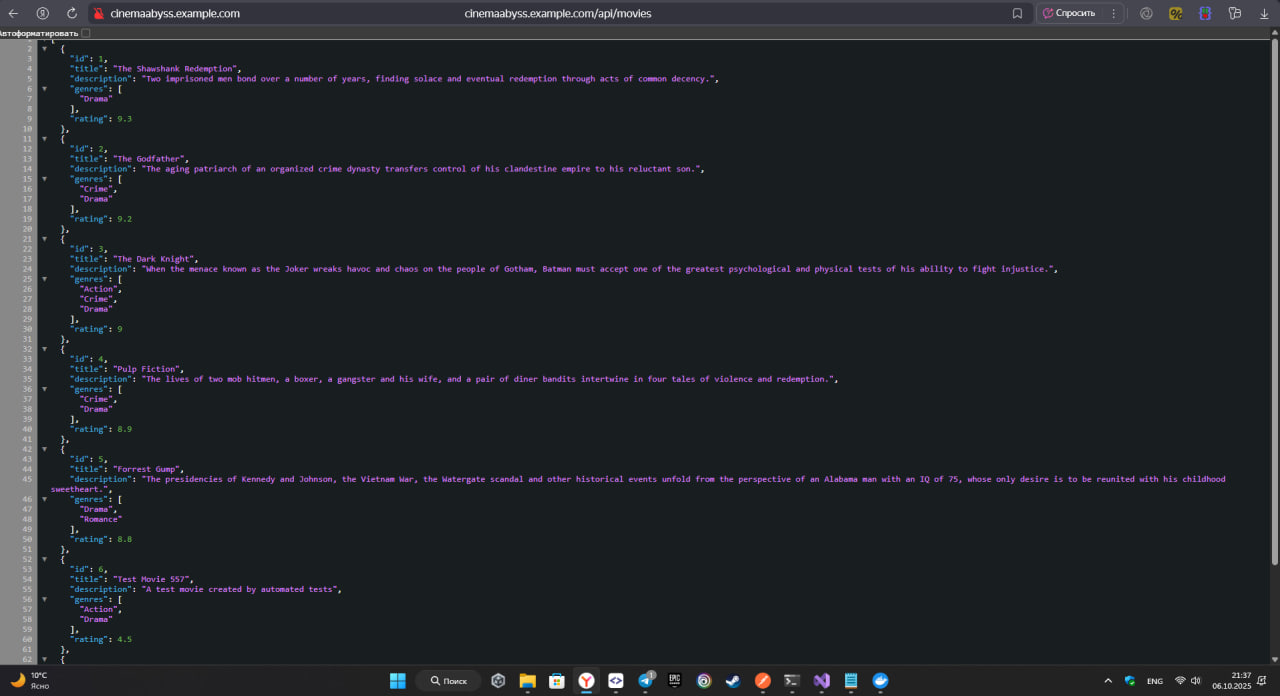 cinemaabyss.example.com
cinemaabyss.example.com/api/movies
Спросить
Автоформатировать
1 [
2 {
3 "id": 1,
4 "title": "The Shawshank Redemption",
5 "description": "Two imprisoned men bond over a number of years, finding solace and eventual redemption through acts of common decency.",
6 "genres": [
7 "Drama"
8 ],
9 "rating": 9.3
10 },
11 {
12 "id": 2,
13 "title": "The Godfather",
14 "description": "The aging patriarch of an organized crime dynasty transfers control of his clandestine empire to his reluctant son.",
15 "genres": [
16 "Crime",
17 "Drama"
18 ],
19 "rating": 9.2
20 },
21 {
22 "id": 3,
23 "title": "The Dark Knight",
24 "description": "When the menace known as the Joker wreaks havoc and chaos on the people of Gotham, Batman must accept one of the greatest psychological and physical tests of his ability to fight injustice.",
25 "genres": [
26 "Action",
27 "Crime",
28 "Drama"
29 ],
30 "rating": 9
31 },
32 {
33 "id": 4,
34 "title": "Pulp Fiction",
35 "description": "The lives of two mob hitmen, a boxer, a gangster and his wife, and a pair of diner bandits intertwine in four tales of violence and redemption.",
36 "genres": [
37 "Crime",
38 "Drama"
39 ],
40 "rating": 8.9
41 },
42 {
43 "id": 5,
44 "title": "Forrest Gump",
45 "description": "The presidencies of Kennedy and Johnson, the Vietnam War, the Watergate scandal and other historical events unfold from the perspective of an Alabama man with an IQ of 75, whose only desire is to be reunited with his childhood
sweetheart.",
46 "genres": [
47 "Drama",
48 "Romance"
49 ],
50 "rating": 8.8
51 },
52 {
53 "id": 6,
54 "title": "Test Movie 557",
55 "description": "A test movie created by automated tests",
56 "genres": [
57 "Action",
58 "Drama"
59 ],
60 "rating": 4.5
61 },
62 {
10°C
Ясно
Поиск
1
EPIC
ENG
21:37
06.10.2025